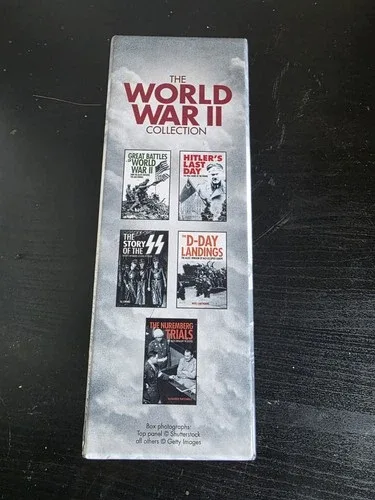 THE
WORLD
WAR II
COLLECTION
GREAT BATTLES
OF WORLD
WAR II
HITLER'S
LAST
DAY
THE
STORY
OF THE SS
THE D-DAY
LANDINGS
THE NUREMBERG
TRIALS
Box photographs:
Top panel © Shutterstock
all others © Getty Images